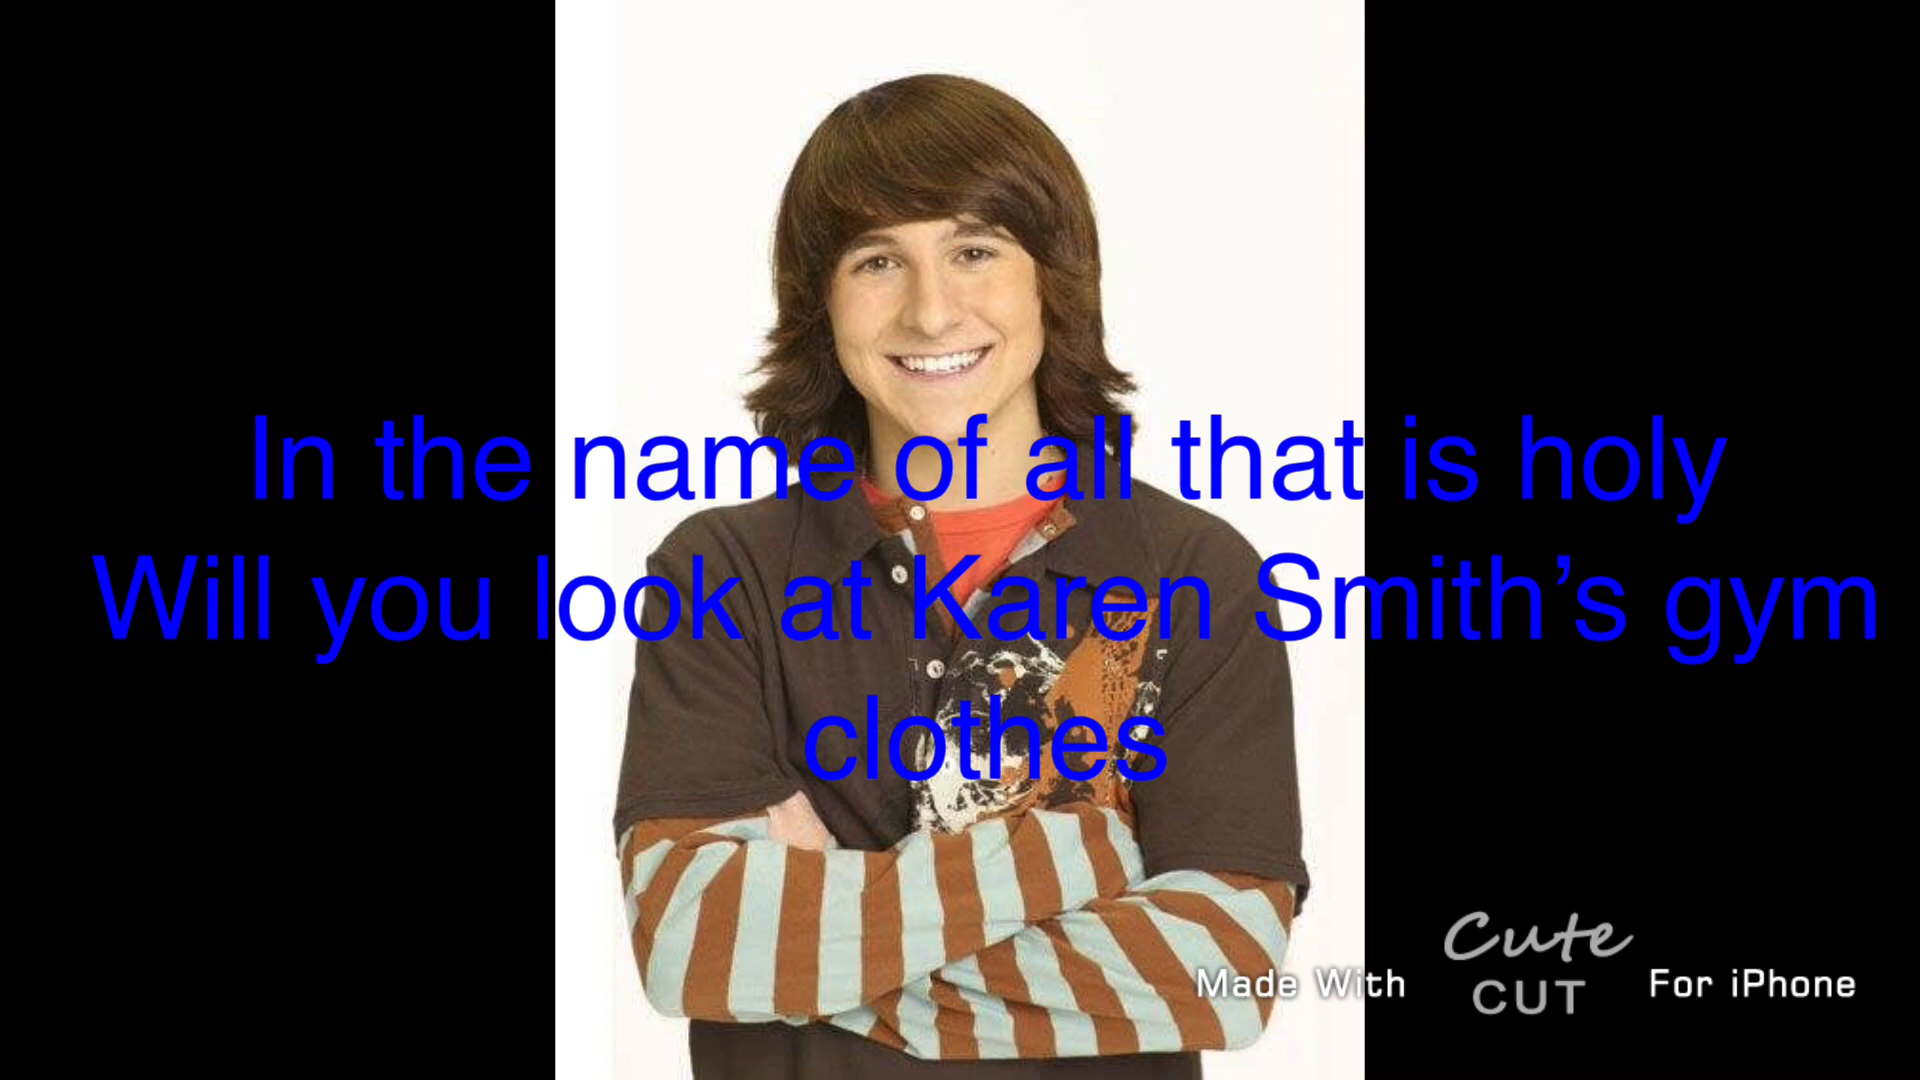 In the name of all that is holy
Will you look at Karen Smith’s gym
clothes
Made With Cute CUT For iPhone